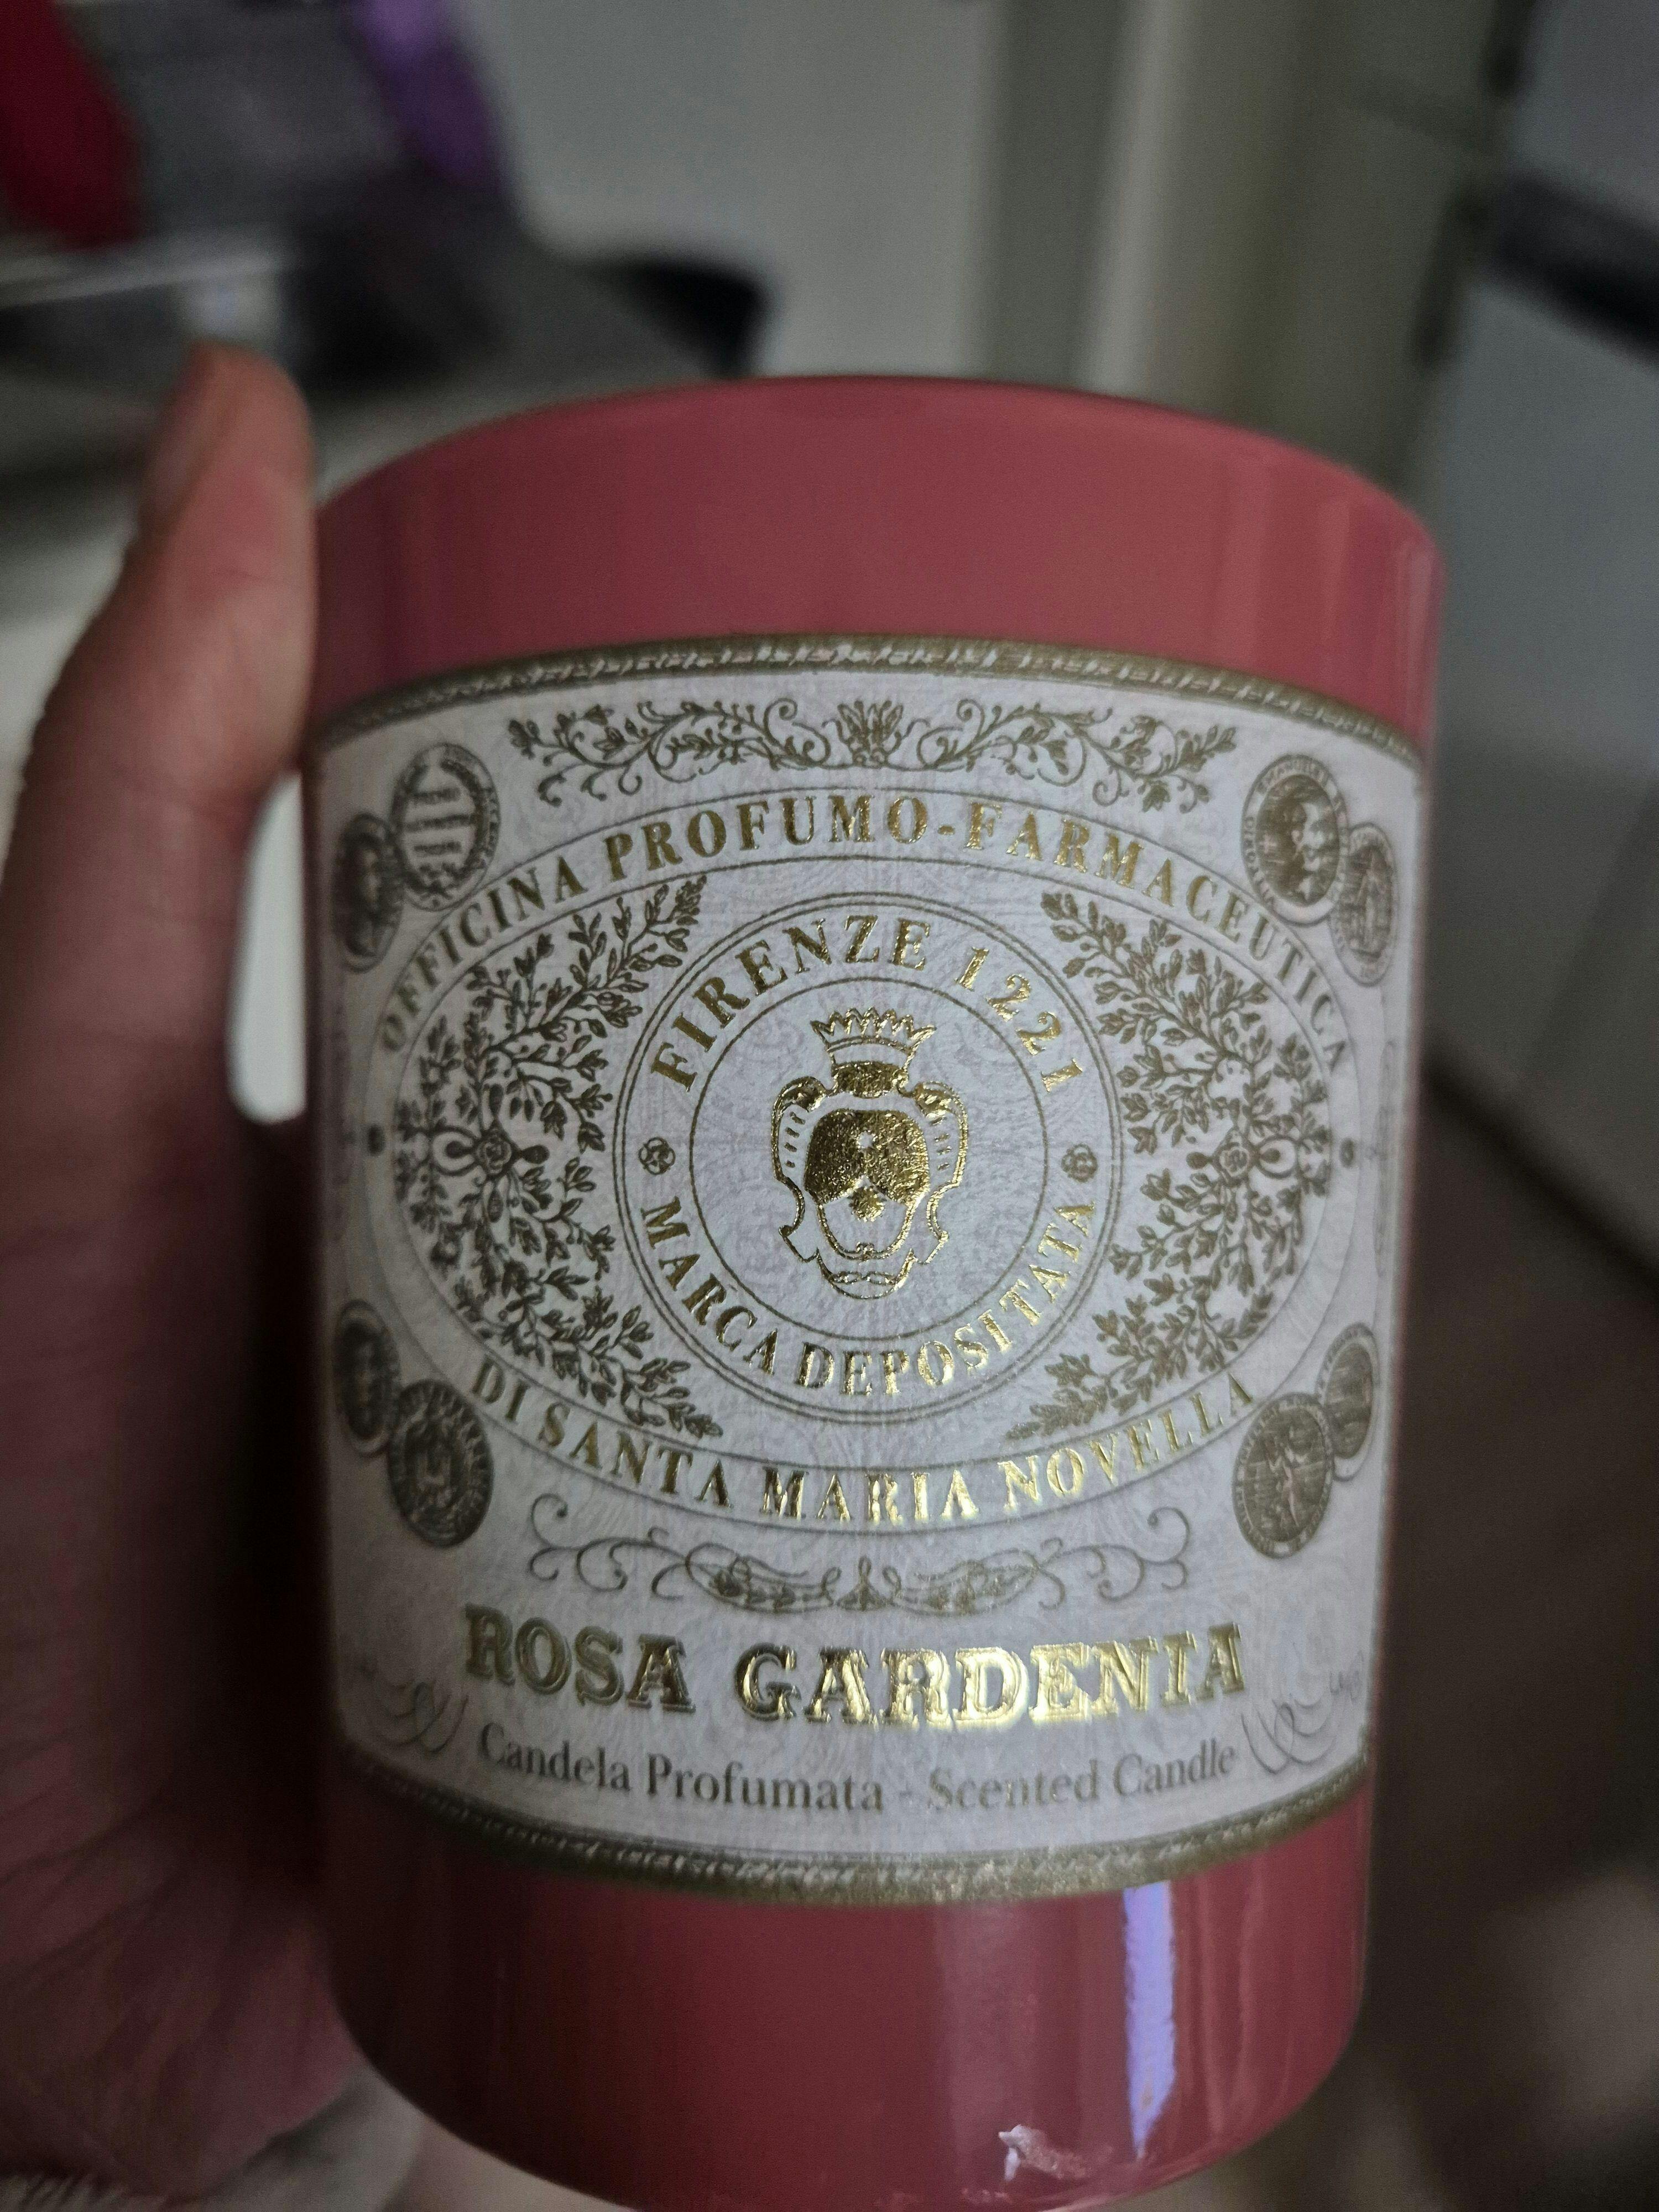 OFFICINA PROFUMO-FARMACEUTICA
FIRENZE 1221
MARCA DEPOSITATA
DI SANTA MARIA NOVELLA
ROSA GARDENIA
Candela Profumata - Scented Candle